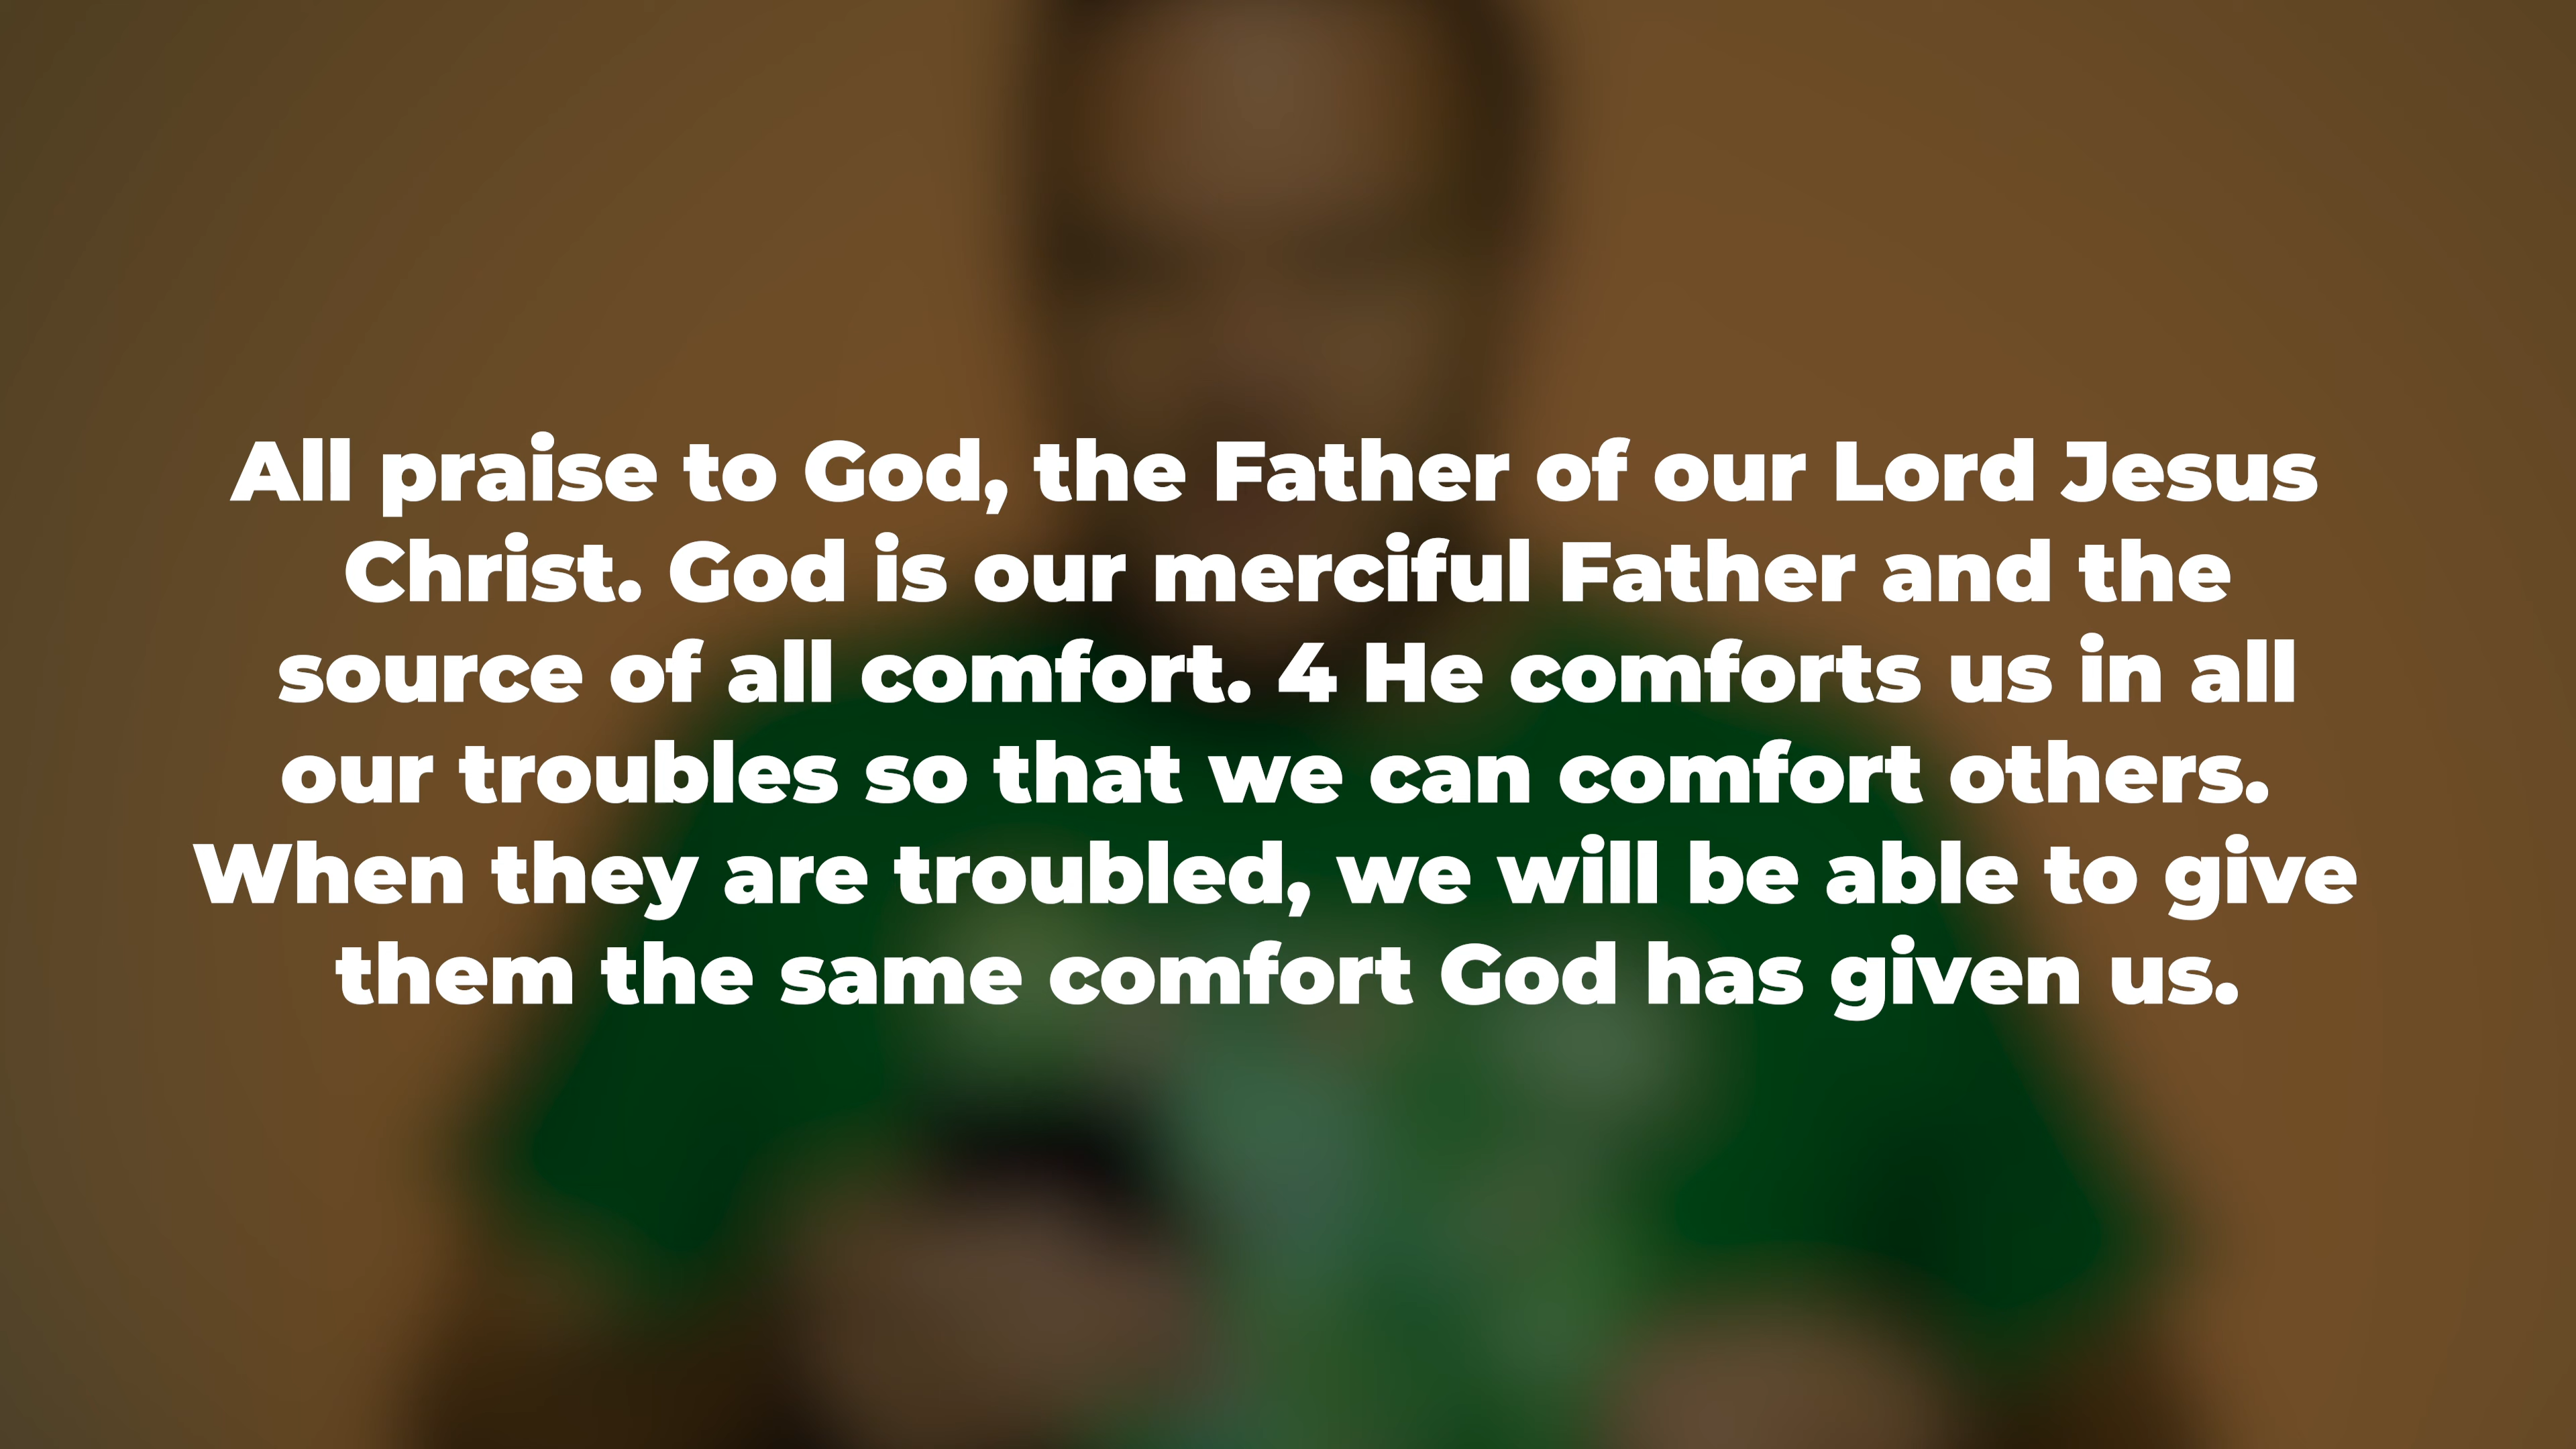 All praise to God, the Father of our Lord Jesus
Christ. God is our merciful Father and the
source of all comfort. 4 He comforts us in all
our troubles so that we can comfort others.
When they are troubled, we will be able to give
them the same comfort God has given us.